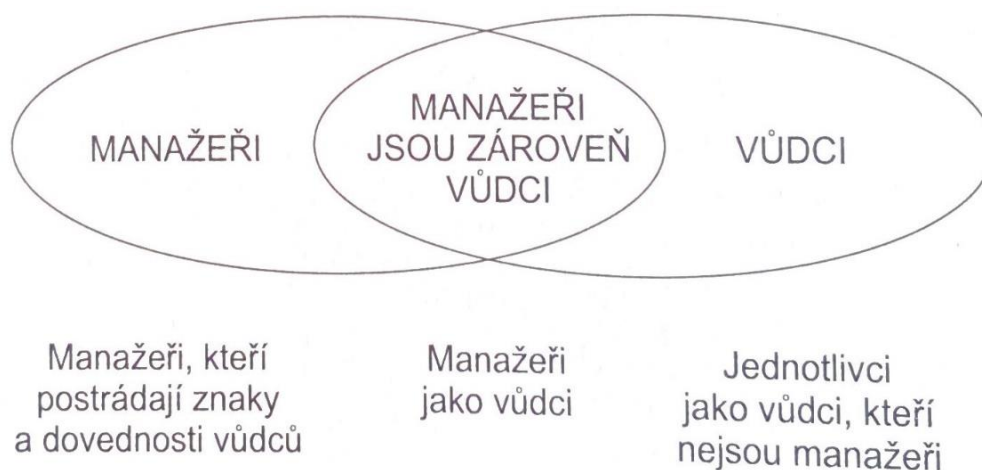 MANAŽEŘI
MANAŽEŘI
JSOU ZÁROVEŇ
VŮDCI
VŮDCI
Manažeři, kteří
postrádají znaky
a dovednosti vůdců
Manažeři
jako vůdci
Jednotlivci
jako vůdci, kteří
nejsou manažeři